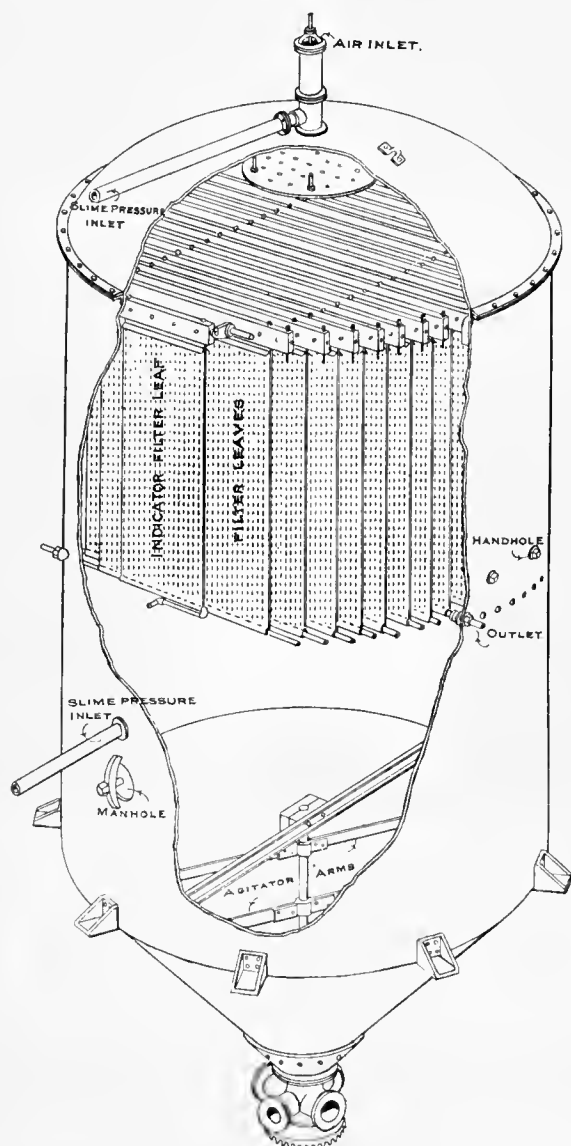 AIR INLET.
SLIME PRESSURE
INLET
INDICATOR FILTER LEAF
FILTER LEAVES
HANDHOLE
OUTLET
SLIME PRESSURE
INLET
MANHOLE
AGITATOR ARMS